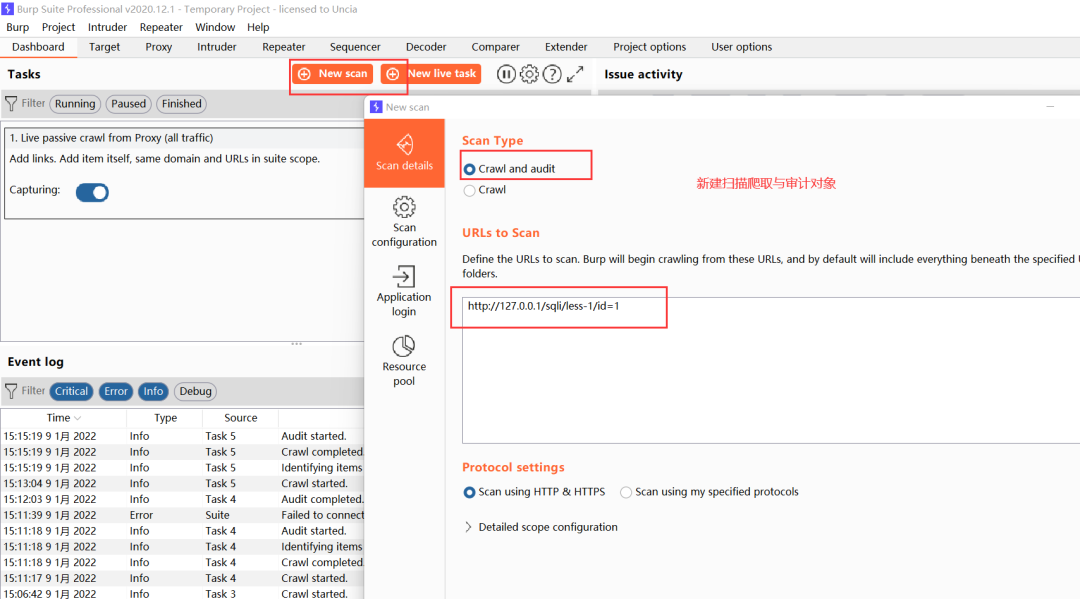 Burp Suite Professional v2020.12.1 - Temporary Project - licensed to Uncia
Burp Project Intruder Repeater Window Help
Dashboard Target Proxy Intruder Repeater Sequencer Decoder Comparer Extender Project options User options
Tasks
New scan
New live task
Issue activity
Filter Running Paused Finished
1. Live passive crawl from Proxy (all traffic)
Add links. Add item itself, same domain and URLs in suite scope.
Capturing:
Event log
Filter Critical Error Info Debug
Time Type Source
15:15:19 9 1月 2022 Info Task 5 Audit started.
15:15:19 9 1月 2022 Info Task 5 Crawl completed.
15:15:19 9 1月 2022 Info Task 5 Identifying items
15:13:04 9 1月 2022 Info Task 5 Crawl started.
15:12:03 9 1月 2022 Info Task 4 Audit completed.
15:11:39 9 1月 2022 Error Suite Failed to connect
15:11:18 9 1月 2022 Info Task 4 Audit started.
15:11:18 9 1月 2022 Info Task 4 Identifying items
15:11:18 9 1月 2022 Info Task 4 Crawl completed
15:11:17 9 1月 2022 Info Task 4 Crawl started.
15:06:42 9 1月 2022 Info Task 3 Crawl started.
New scan
Scan details
Scan
configuration
Application
login
Resource
pool
Scan Type
Crawl and audit
Crawl
新建扫描爬取与审计对象
URLs to Scan
Define the URLs to scan. Burp will begin crawling from these URLs, and by default will include everything beneath the specified U
folders.
http://127.0.0.1/sqli/less-1/id=1
Protocol settings
Scan using HTTP & HTTPS Scan using my specified protocols
Detailed scope configuration